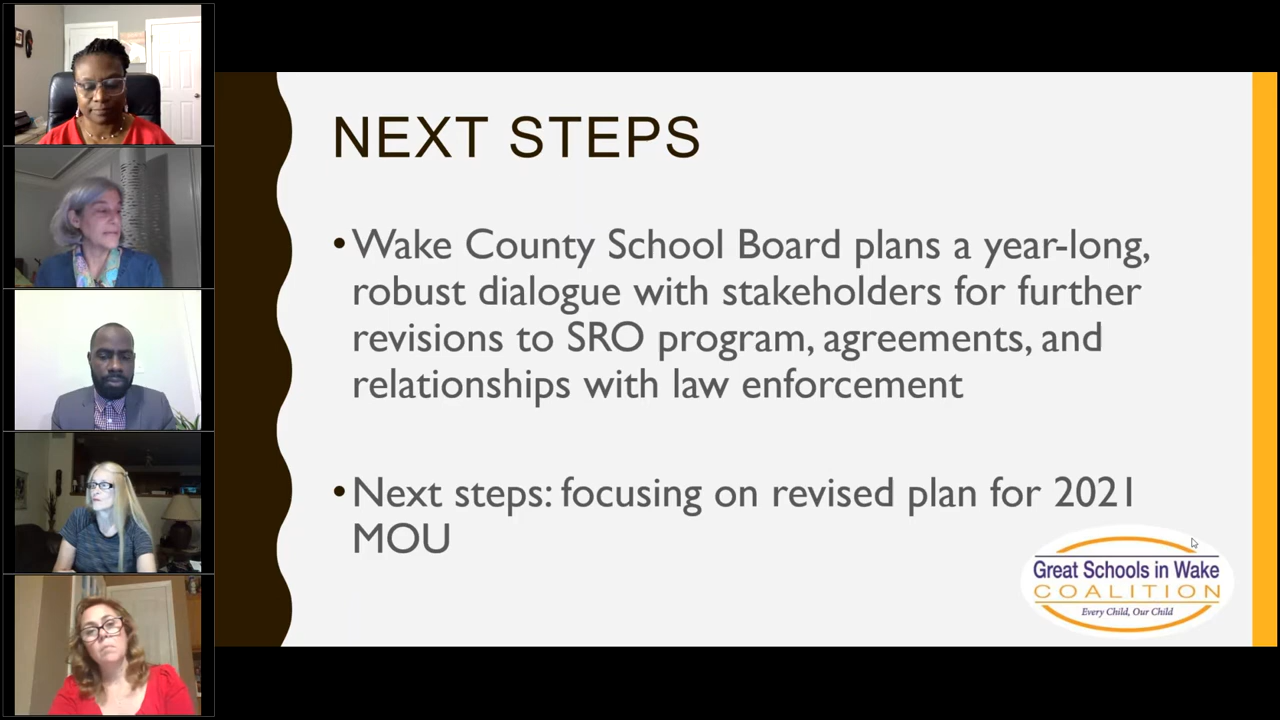 NEXT STEPS
•Wake County School Board plans a year-long,
robust dialogue with stakeholders for further
revisions to SRO program, agreements, and
relationships with law enforcement
•Next steps: focusing on revised plan for 2021
MOU
Great Schools in Wake
COALITION
Every Child, Our Child